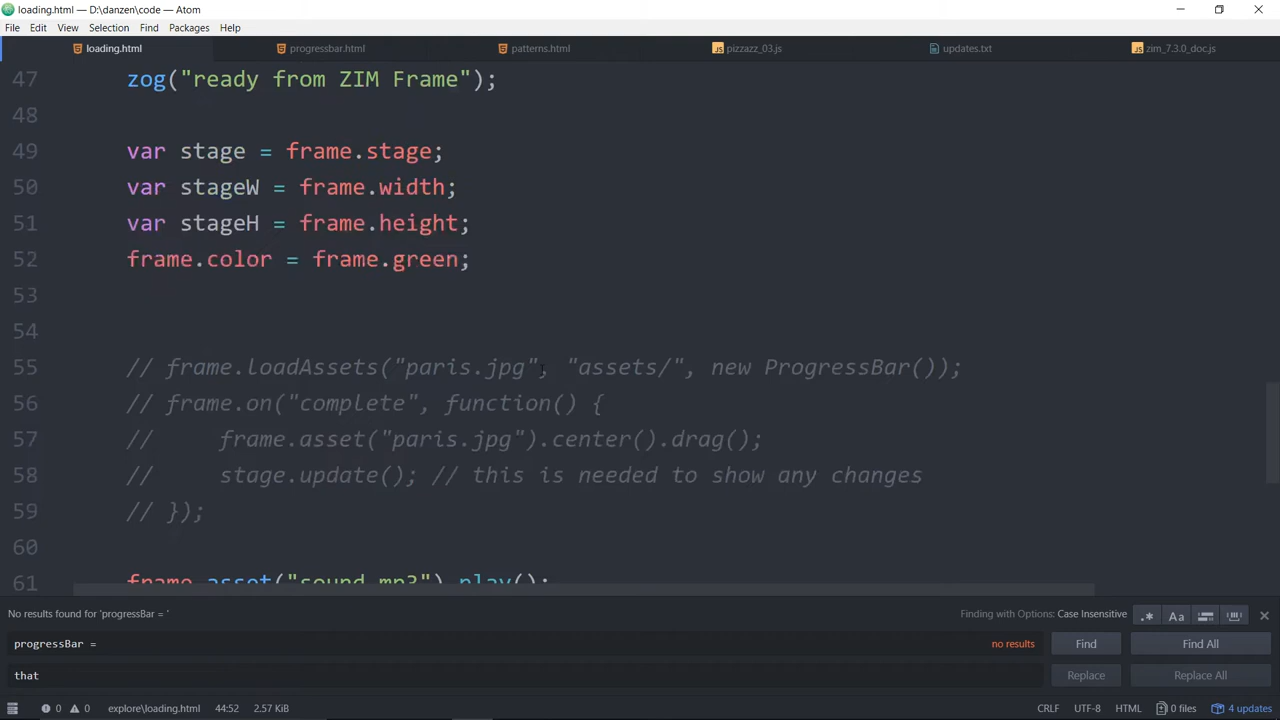 loading.html — D:\danzen\code — Atom
File Edit View Selection Find Packages Help
loading.html progressbar.html patterns.html pizzazz_03.js updates.txt zim_7.3.0_doc.js
47 zog("ready from ZIM Frame");
48
49 var stage = frame.stage;
50 var stageW = frame.width;
51 var stageH = frame.height;
52 frame.color = frame.green;
53
54
55 // frame.loadAssets("paris.jpg", "assets/", new ProgressBar());
56 // frame.on("complete", function() {
57 //     frame.asset("paris.jpg").center().drag();
58 //     stage.update(); // this is needed to show any changes
59 // });
60
61 frame.asset("sound.mp3").play();
No results found for 'progressBar = ' Finding with Options: Case Insensitive .* Aa
progressBar = no results Find Find All
that Replace Replace All
0 0 explore\loading.html 44:52 2.57 KiB CRLF UTF-8 HTML 0 files 4 updates